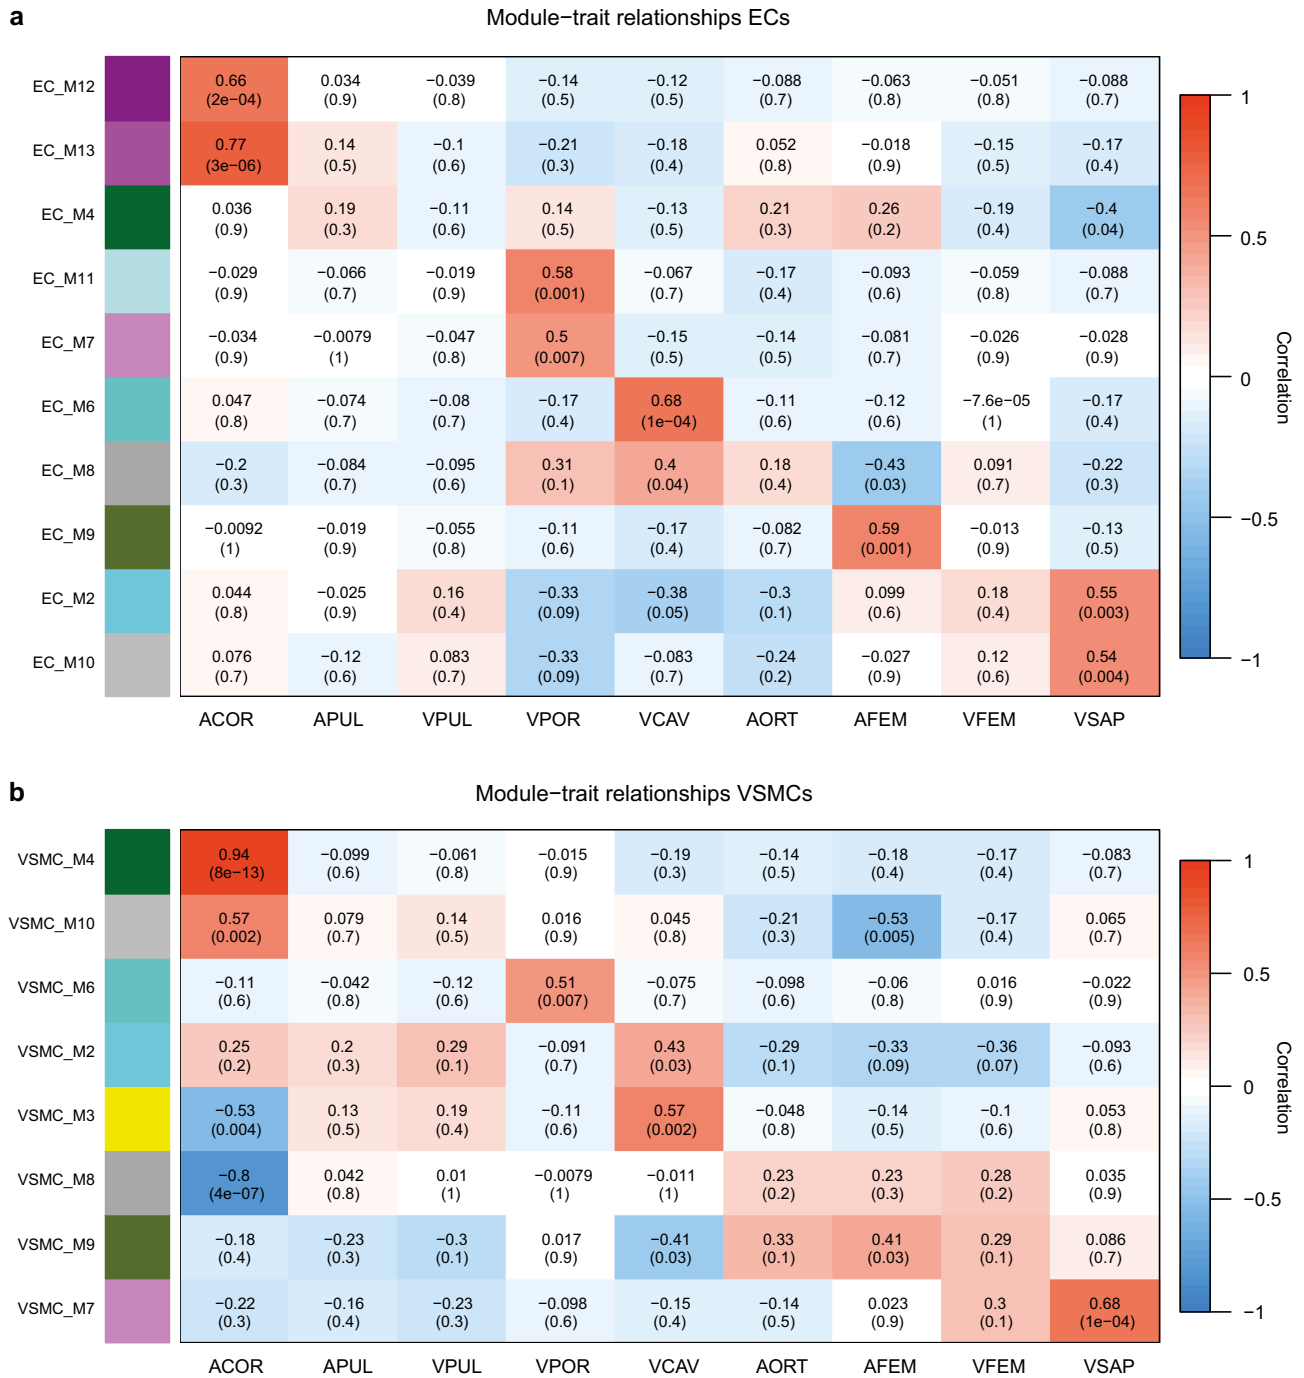 a
Module−trait relationships ECs
EC_M12 0.66 0.034 −0.039 −0.14 −0.12 −0.088 −0.063 −0.051 −0.088
(2e−04) (0.9) (0.8) (0.5) (0.5) (0.7) (0.8) (0.8) (0.7)
EC_M13 0.77 0.14 −0.1 −0.21 −0.18 0.052 −0.018 −0.15 −0.17
(3e−06) (0.5) (0.6) (0.3) (0.4) (0.8) (0.9) (0.5) (0.4)
EC_M4 0.036 0.19 −0.11 0.14 −0.13 0.21 0.26 −0.19 −0.4
(0.9) (0.3) (0.6) (0.5) (0.5) (0.3) (0.2) (0.4) (0.04)
EC_M11 −0.029 −0.066 −0.019 0.58 −0.067 −0.17 −0.093 −0.059 −0.088
(0.9) (0.7) (0.9) (0.001) (0.7) (0.4) (0.6) (0.8) (0.7)
EC_M7 −0.034 −0.0079 −0.047 0.5 −0.15 −0.14 −0.081 −0.026 −0.028
(0.9) (1) (0.8) (0.007) (0.5) (0.5) (0.7) (0.9) (0.9)
EC_M6 0.047 −0.074 −0.08 −0.17 0.68 −0.11 −0.12 −7.6e−05 −0.17
(0.8) (0.7) (0.7) (0.4) (1e−04) (0.6) (0.6) (1) (0.4)
EC_M8 −0.2 −0.084 −0.095 0.31 0.4 0.18 −0.43 0.091 −0.22
(0.3) (0.7) (0.6) (0.1) (0.04) (0.4) (0.03) (0.7) (0.3)
EC_M9 −0.0092 −0.019 −0.055 −0.11 −0.17 −0.082 0.59 −0.013 −0.13
(1) (0.9) (0.8) (0.6) (0.4) (0.7) (0.001) (0.9) (0.5)
EC_M2 0.044 −0.025 0.16 −0.33 −0.38 −0.3 0.099 0.18 0.55
(0.8) (0.9) (0.4) (0.09) (0.05) (0.1) (0.6) (0.4) (0.003)
EC_M10 0.076 −0.12 0.083 −0.33 −0.083 −0.24 −0.027 0.12 0.54
(0.7) (0.6) (0.7) (0.09) (0.7) (0.2) (0.9) (0.6) (0.004)
ACOR APUL VPUL VPOR VCAV AORT AFEM VFEM VSAP
1
0.5
0
−0.5
−1
Correlation
b
Module−trait relationships VSMCs
VSMC_M4 0.94 −0.099 −0.061 −0.015 −0.19 −0.14 −0.18 −0.17 −0.083
(8e−13) (0.6) (0.8) (0.9) (0.3) (0.5) (0.4) (0.4) (0.7)
VSMC_M10 0.57 0.079 0.14 0.016 0.045 −0.21 −0.53 −0.17 0.065
(0.002) (0.7) (0.5) (0.9) (0.8) (0.3) (0.005) (0.4) (0.7)
VSMC_M6 −0.11 −0.042 −0.12 0.51 −0.075 −0.098 −0.06 0.016 −0.022
(0.6) (0.8) (0.6) (0.007) (0.7) (0.6) (0.8) (0.9) (0.9)
VSMC_M2 0.25 0.2 0.29 −0.091 0.43 −0.29 −0.33 −0.36 −0.093
(0.2) (0.3) (0.1) (0.7) (0.03) (0.1) (0.09) (0.07) (0.6)
VSMC_M3 −0.53 0.13 0.19 −0.11 0.57 −0.048 −0.14 −0.1 0.053
(0.004) (0.5) (0.4) (0.6) (0.002) (0.8) (0.5) (0.6) (0.8)
VSMC_M8 −0.8 0.042 0.01 −0.0079 −0.011 0.23 0.23 0.28 0.035
(4e−07) (0.8) (1) (1) (1) (0.2) (0.3) (0.2) (0.9)
VSMC_M9 −0.18 −0.23 −0.3 0.017 −0.41 0.33 0.41 0.29 0.086
(0.4) (0.3) (0.1) (0.9) (0.03) (0.1) (0.03) (0.1) (0.7)
VSMC_M7 −0.22 −0.16 −0.23 −0.098 −0.15 −0.14 0.023 0.3 0.68
(0.3) (0.4) (0.3) (0.6) (0.4) (0.5) (0.9) (0.1) (1e−04)
ACOR APUL VPUL VPOR VCAV AORT AFEM VFEM VSAP
1
0.5
0
−0.5
−1
Correlation